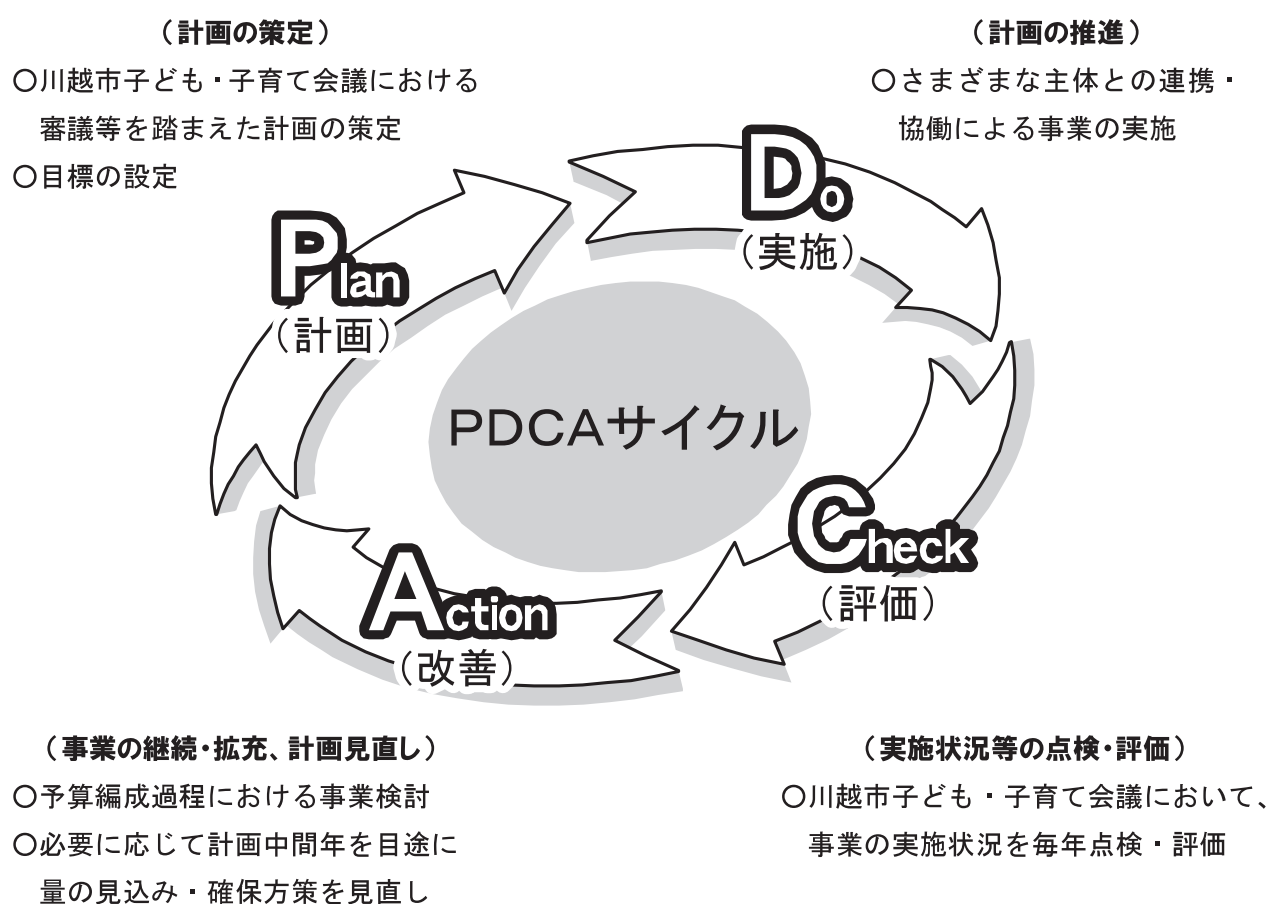 （計画の策定）
○川越市子ども・子育て会議における
審議等を踏まえた計画の策定
○目標の設定
（計画の推進）
○さまざまな主体との連携・
協働による事業の実施
Plan
（計画）
Do
（実施）
PDCAサイクル
Check
（評価）
Action
（改善）
（事業の継続・拡充、計画見直し）
○予算編成過程における事業検討
○必要に応じて計画中間年を目途に
量の見込み・確保方策を見直し
（実施状況等の点検・評価）
○川越市子ども・子育て会議において、
事業の実施状況を毎年点検・評価